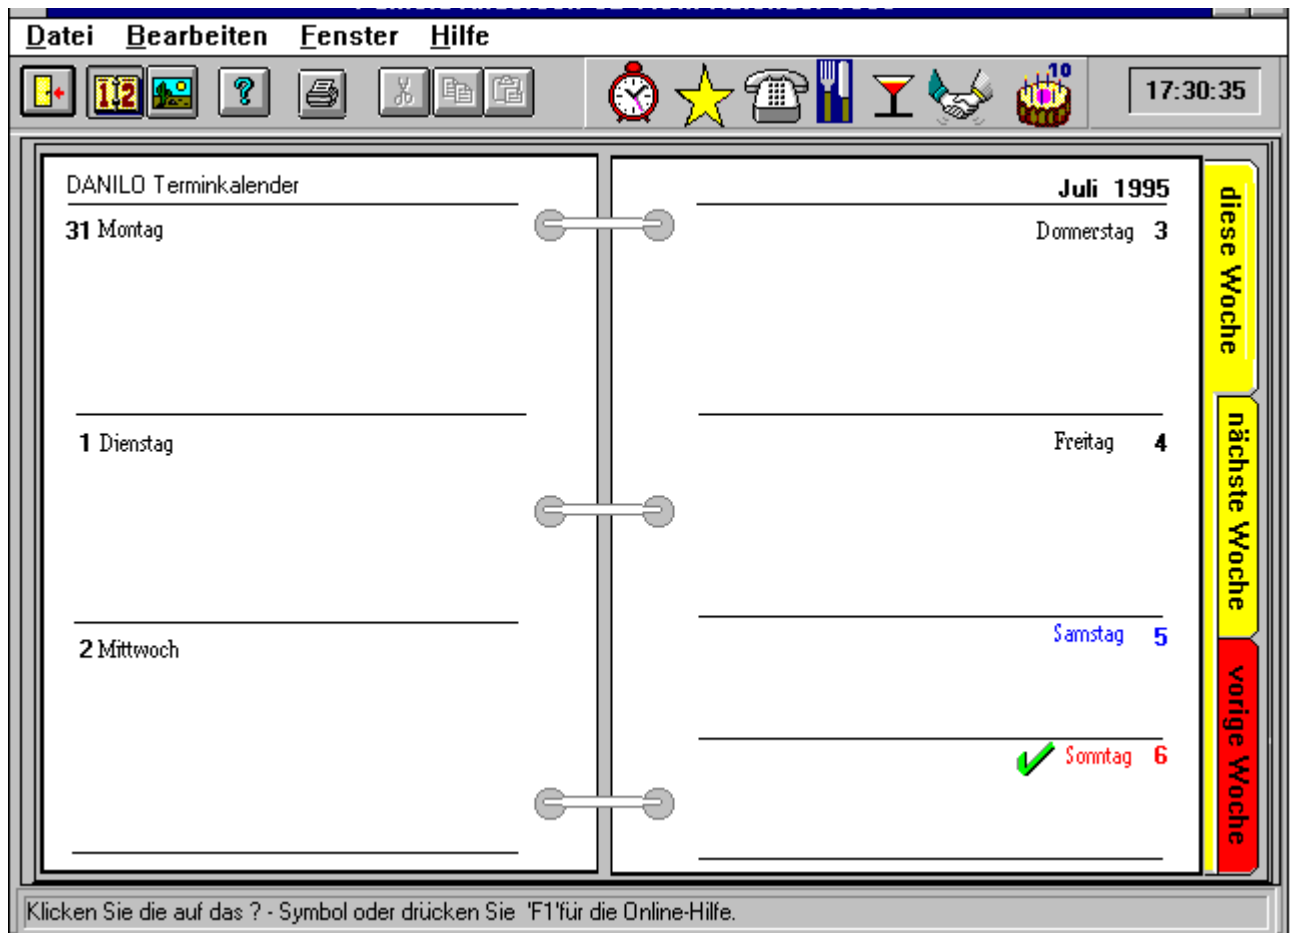 Datei Bearbeiten Fenster Hilfe
1 12
?
10
17:30:35
DANILO Terminkalender
31 Montag
1 Dienstag
2 Mittwoch
Juli 1995
Donnerstag 3
Freitag 4
Samstag 5
Sonntag 6
diese Woche
nächste Woche
vorige Woche
Klicken Sie die auf das ? - Symbol oder drücken Sie 'F1'für die Online-Hilfe.